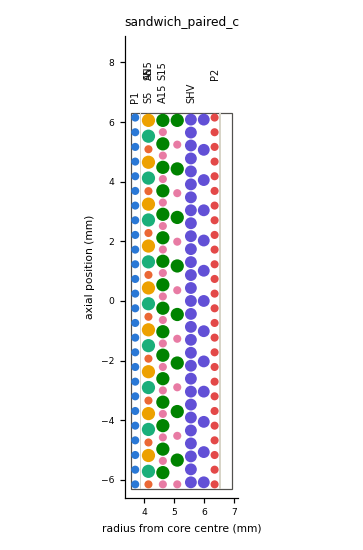 sandwich_paired_c
P1
S5
A15
S15
SHV
P2
axial position (mm)
8
6
4
2
0
−2
−4
−6
4
5
6
7
radius from core centre (mm)